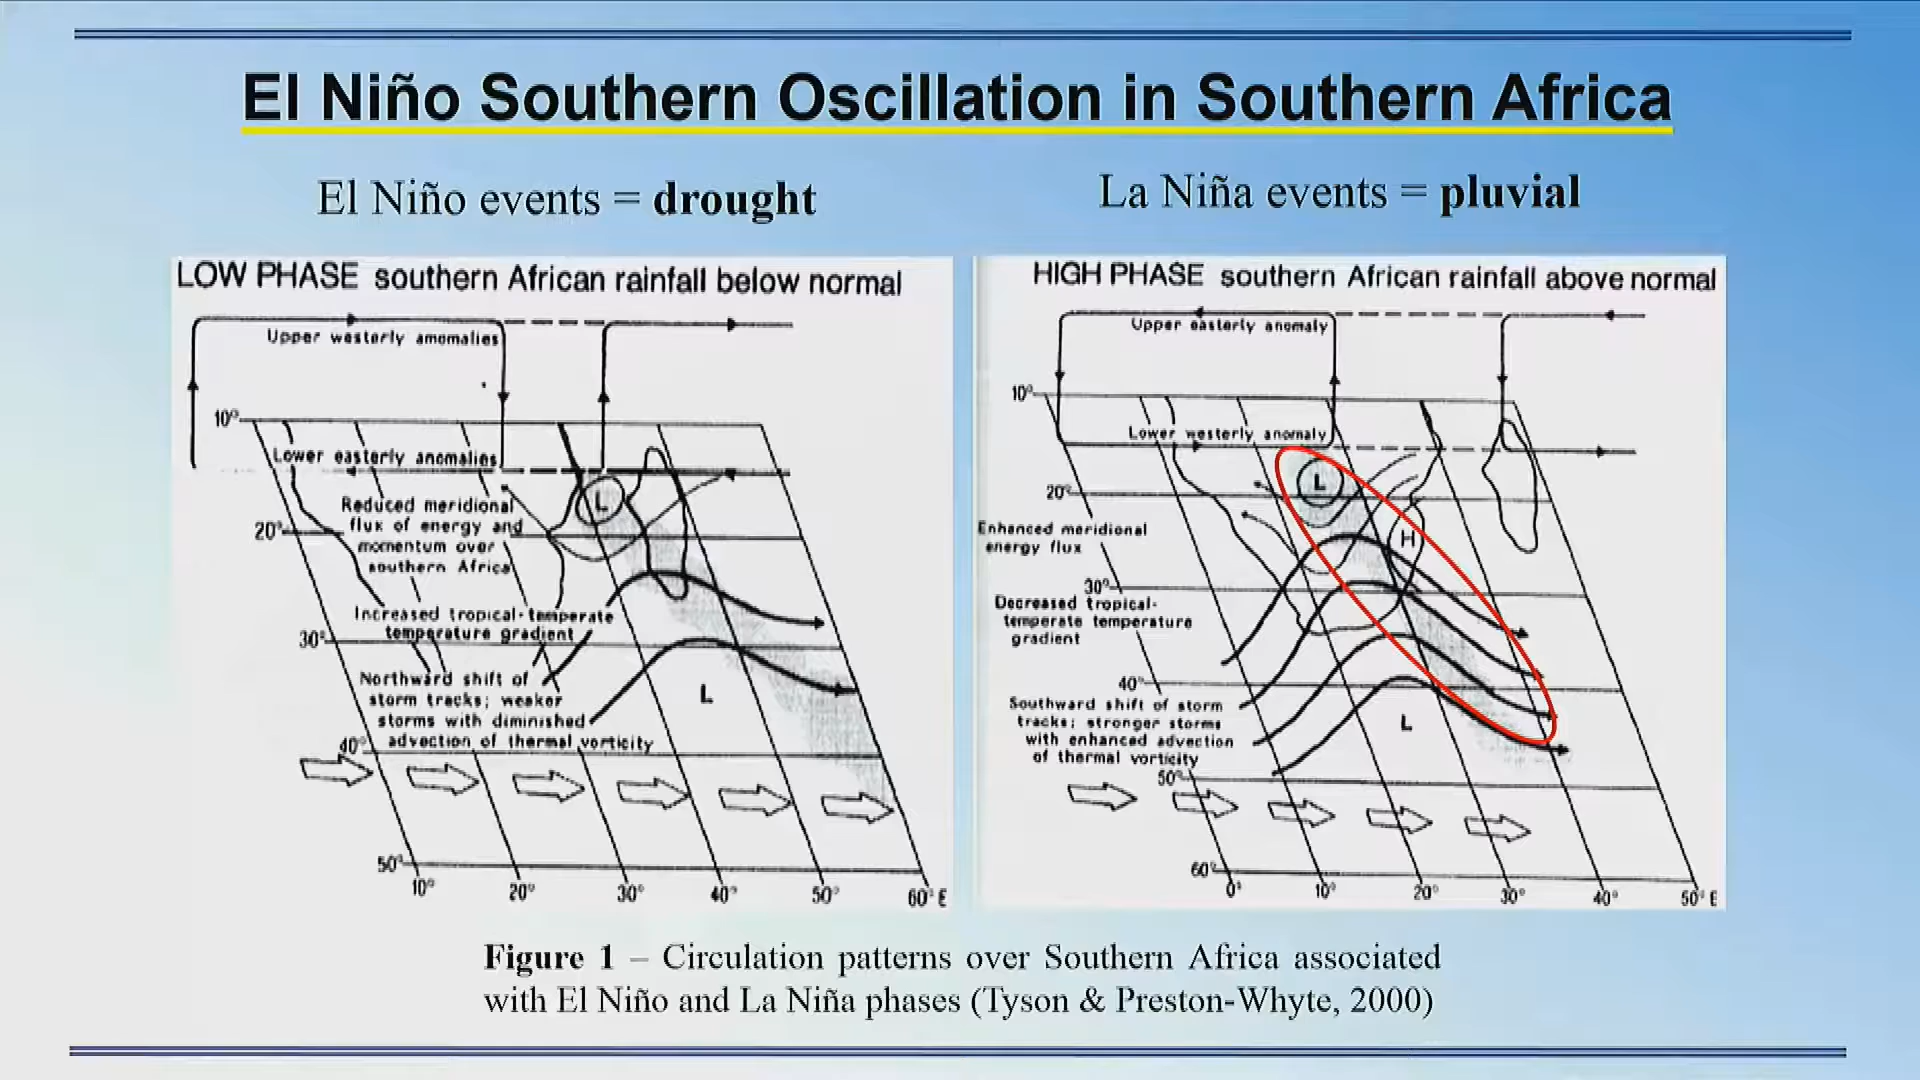 El Niño Southern Oscillation in Southern Africa
El Niño events = drought
La Niña events = pluvial
LOW PHASE southern African rainfall below normal
Upper westerly amomalies
10°
Lower easterly anomalies
L
Reduced meridional
flux of energy and
momentum over
southern Africa
20°
Increased tropical-temperate
temperature gradient
30°
Northward shift of
storm tracks; weaker
storms with diminished
advection of thermal vorticity
L
40°
50°
10° 20° 30° 40° 50° 60° E
HIGH PHASE southern African rainfall above normal
Upper easterly anomaly
10°
Lower westerly anomaly
L
20°
Enhanced meridional
energy flux
H
30°
Decreased tropical-
temperate temperature
gradient
40°
Southward shift of storm
tracks; stronger storms
with enhanced advection
of thermal vorticity
L
50°
60°
0° 10° 20° 30° 40° 50° E
Figure 1 – Circulation patterns over Southern Africa associated
with El Niño and La Niña phases (Tyson & Preston-Whyte, 2000)